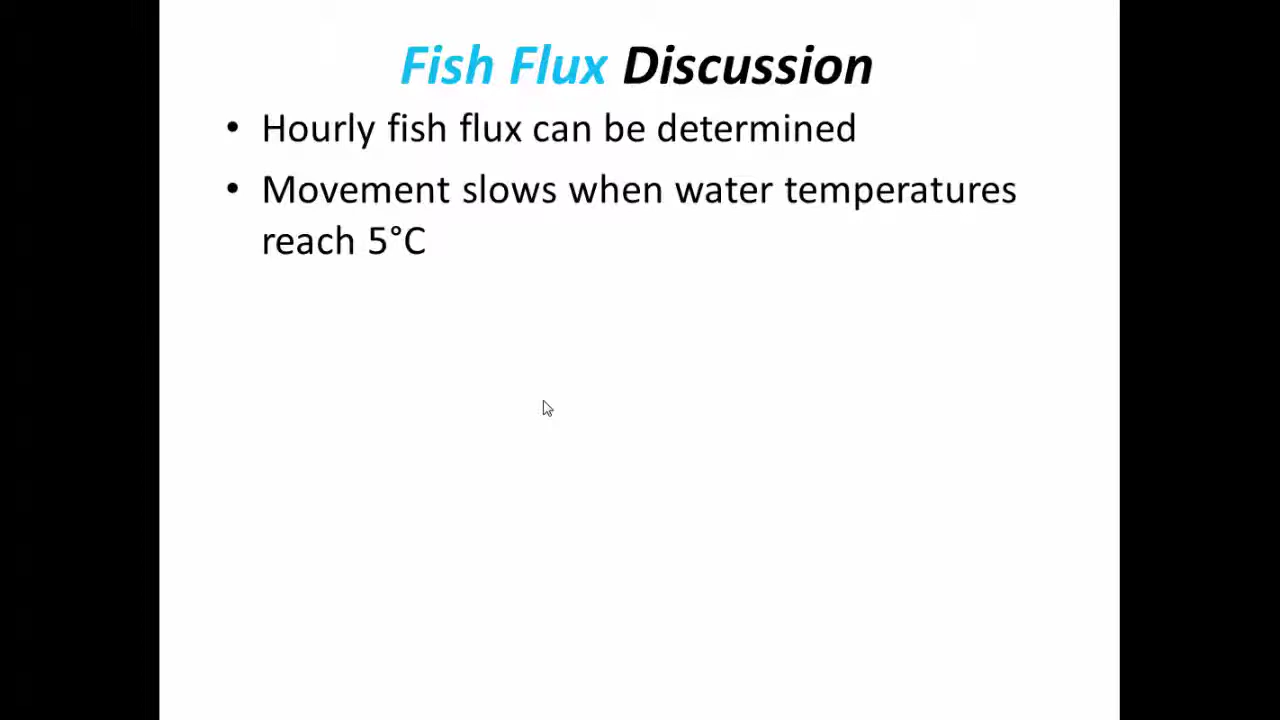 Fish Flux Discussion
• Hourly fish flux can be determined
• Movement slows when water temperatures
reach 5°C